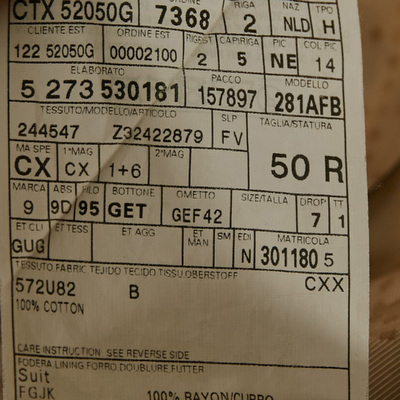 RIGA NAZ TPO
CTX 52050G 7368 2 NLD H
CLIENTE EST ORDINE EST RIGEST CAPIRIGA PIC COL PIC
122 52050G 00002100 2 5 NE 14
ELABORATO PACCO MODELLO
5 273 530181 157897 281AFB
TESSUTO/MODELLO/ARTICOLO SLP TAGLIA/STATURA
244547 Z32422879 FV
MA SPE 1°MAG 2°MAG
CX CX 1+6 50 R
MARCA ABS BOTTONE OMETTO SIZE/TALLA DROP TT
9 9D 95 GET GEF42 7 1
ET CLI ET TESS ET AGG ET MAN SM EDI MATRICOLA
GUG N 301180 5
TESSUTO FABRIC TEJIDO TECIDO TISSU OBERSTOFF
572U82 B CXX
100% COTTON
CARE INSTRUCTION SEE REVERSE SIDE
FODERA LINING FORRO DOUBLURE FUTTER
Suit
FGJK 100% RAYON/CUPRO